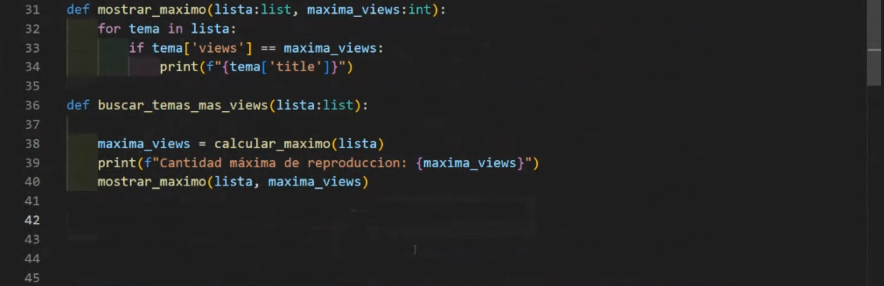 31 def mostrar_maximo(lista:list, maxima_views:int):
32     for tema in lista:
33         if tema['views'] == maxima_views:
34             print(f"{tema['title']}")
35
36 def buscar_temas_mas_views(lista:list):
37
38     maxima_views = calcular_maximo(lista)
39     print(f"Cantidad máxima de reproduccion: {maxima_views}")
40     mostrar_maximo(lista, maxima_views)
41
42
43
44
45